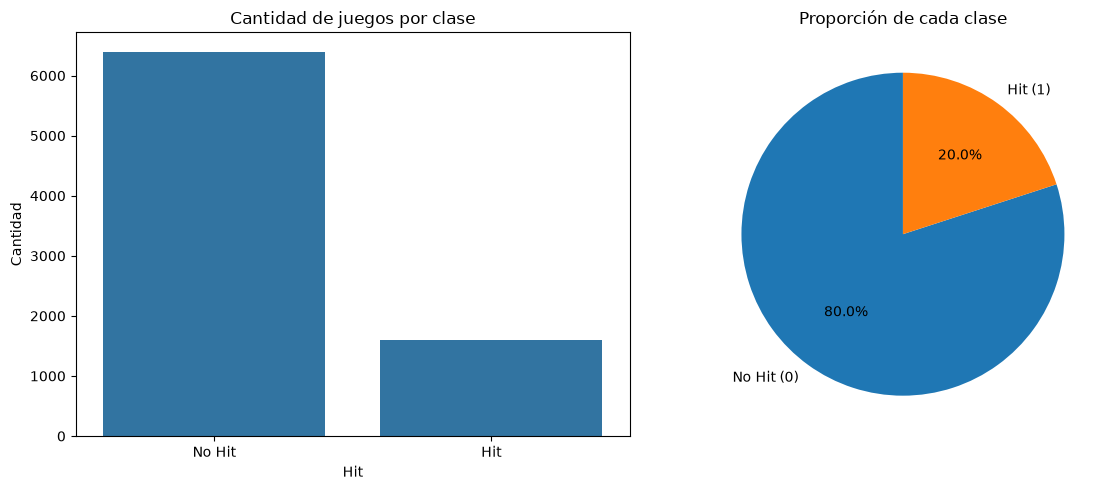 Cantidad de juegos por clase
Cantidad
6000
5000
4000
3000
2000
1000
0
No Hit
Hit
Hit
Proporción de cada clase
Hit (1)
20.0%
80.0%
No Hit (0)